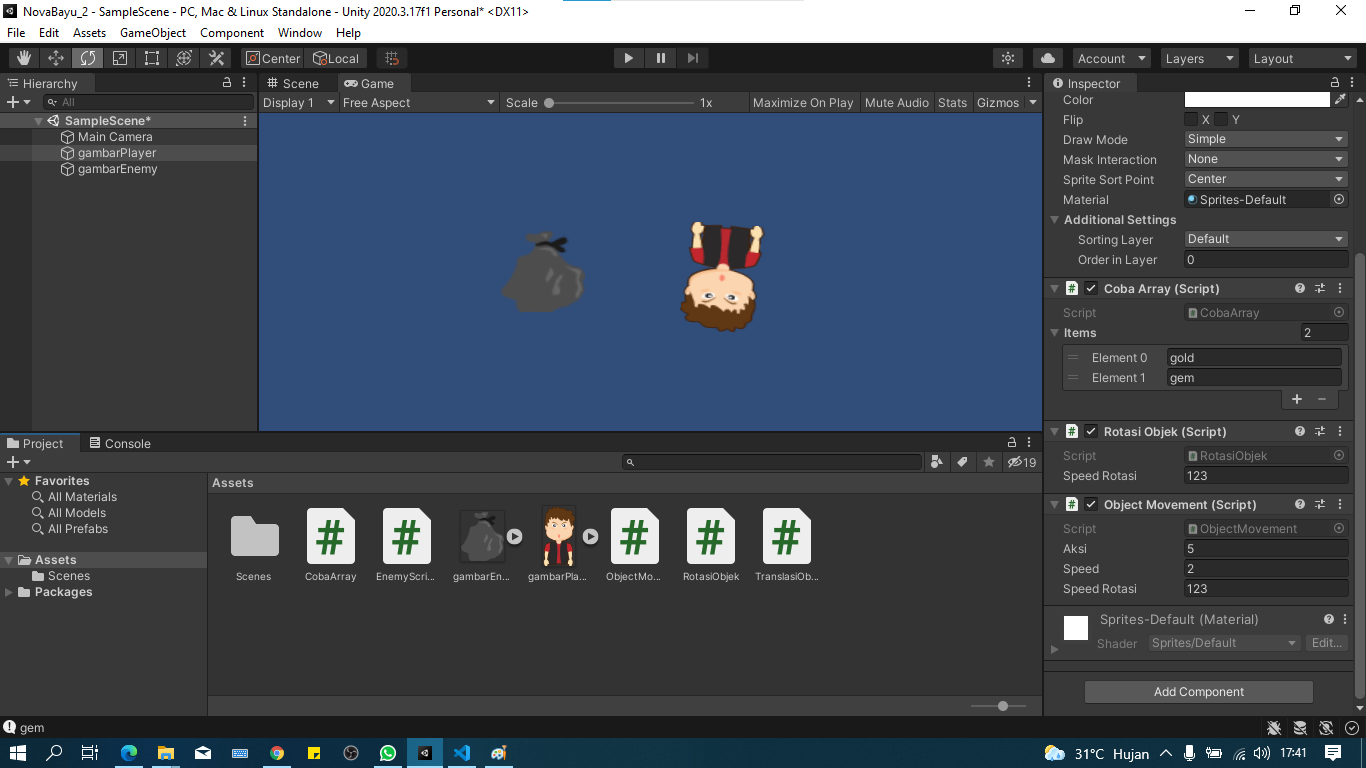 NovaBayu_2 - SampleScene - PC, Mac & Linux Standalone - Unity 2020.3.17f1 Personal* <DX11>
File Edit Assets GameObject Component Window Help
Center Local Account Layers Layout
Hierarchy
All
SampleScene*
Main Camera
gambarPlayer
gambarEnemy
Scene Game
Display 1 Free Aspect Scale 1x Maximize On Play Mute Audio Stats Gizmos
Inspector
Color
Flip X Y
Draw Mode Simple
Mask Interaction None
Sprite Sort Point Center
Material Sprites-Default
Additional Settings
Sorting Layer Default
Order in Layer 0
# Coba Array (Script)
Script CobaArray
Items 2
Element 0 gold
Element 1 gem
# Rotasi Objek (Script)
Script RotasiObjek
Speed Rotasi 123
# Object Movement (Script)
Script ObjectMovement
Aksi 5
Speed 2
Speed Rotasi 123
Sprites-Default (Material)
Shader Sprites/Default Edit...
Add Component
Project Console
19
Favorites
All Materials
All Models
All Prefabs
Assets
Scenes
Packages
Assets
# # # # #
Scenes CobaArray EnemyScri... gambarEn... gambarPla... ObjectMo... RotasiObjek TranslasiOb...
gem
31°C Hujan 17:41